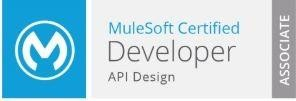 MuleSoft Certified
Developer
API Design
ASSOCIATE